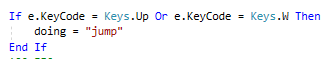 If e.KeyCode = Keys.Up Or e.KeyCode = Keys.W Then
doing = "jump"
End If